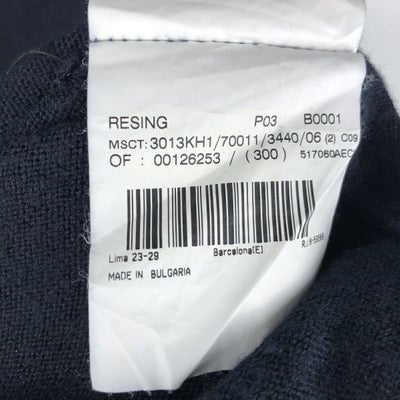 RESING P03 B0001
MSCT: 3013KH1/70011/3440/06 (2) C09
OF : 00126253 / (300) 517060AEC
Lima 23-29 Barcelona(E)
MADE IN BULGARIA